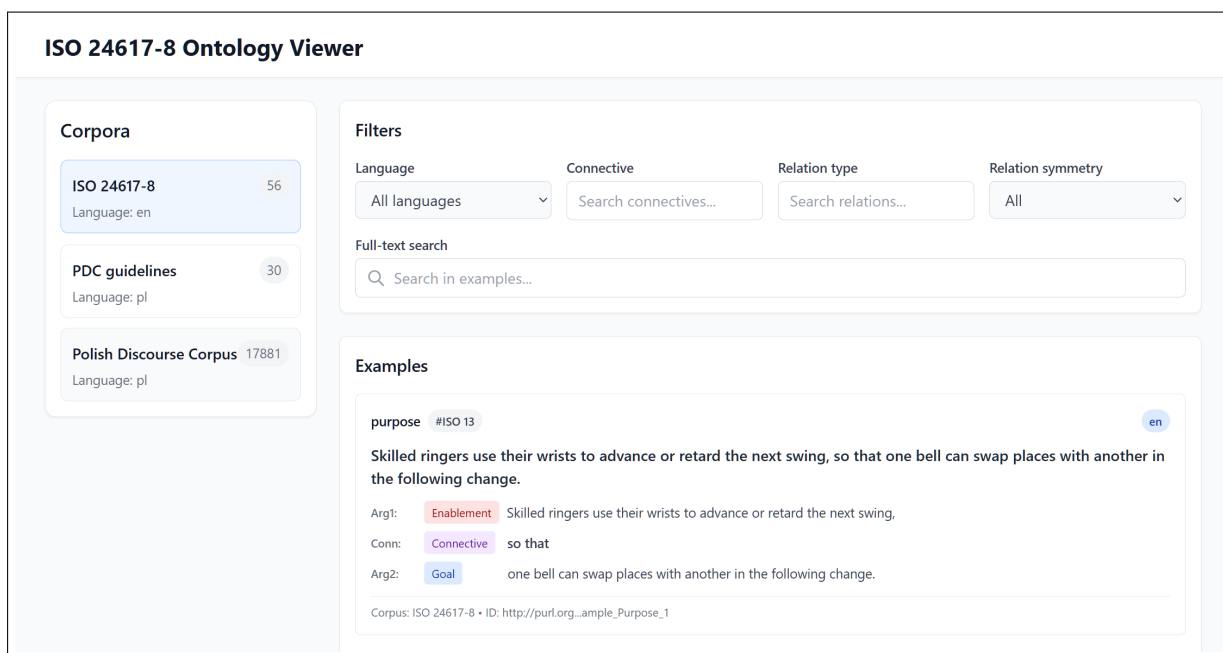 ISO 24617-8 Ontology Viewer
Corpora
ISO 24617-8 56
Language: en
PDC guidelines 30
Language: pl
Polish Discourse Corpus 17881
Language: pl
Filters
Language Connective Relation type Relation symmetry
All languages Search connectives... Search relations... All
Full-text search
Search in examples...
Examples
purpose #ISO 13 en
Skilled ringers use their wrists to advance or retard the next swing, so that one bell can swap places with another in
the following change.
Arg1: Enablement Skilled ringers use their wrists to advance or retard the next swing,
Conn: Connective so that
Arg2: Goal one bell can swap places with another in the following change.
Corpus: ISO 24617-8 • ID: http://purl.org...ample_Purpose_1